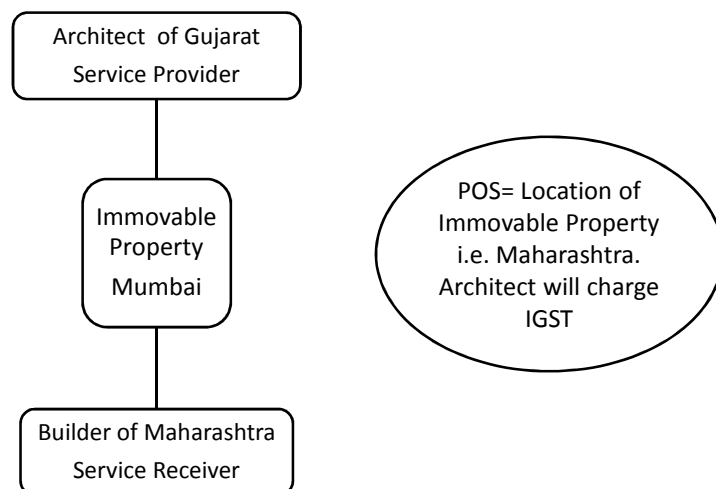 Architect of Gujarat
Service Provider
Immovable
Property
Mumbai
Builder of Maharashtra
Service Receiver
POS= Location of
Immovable Property
i.e. Maharashtra.
Architect will charge
IGST